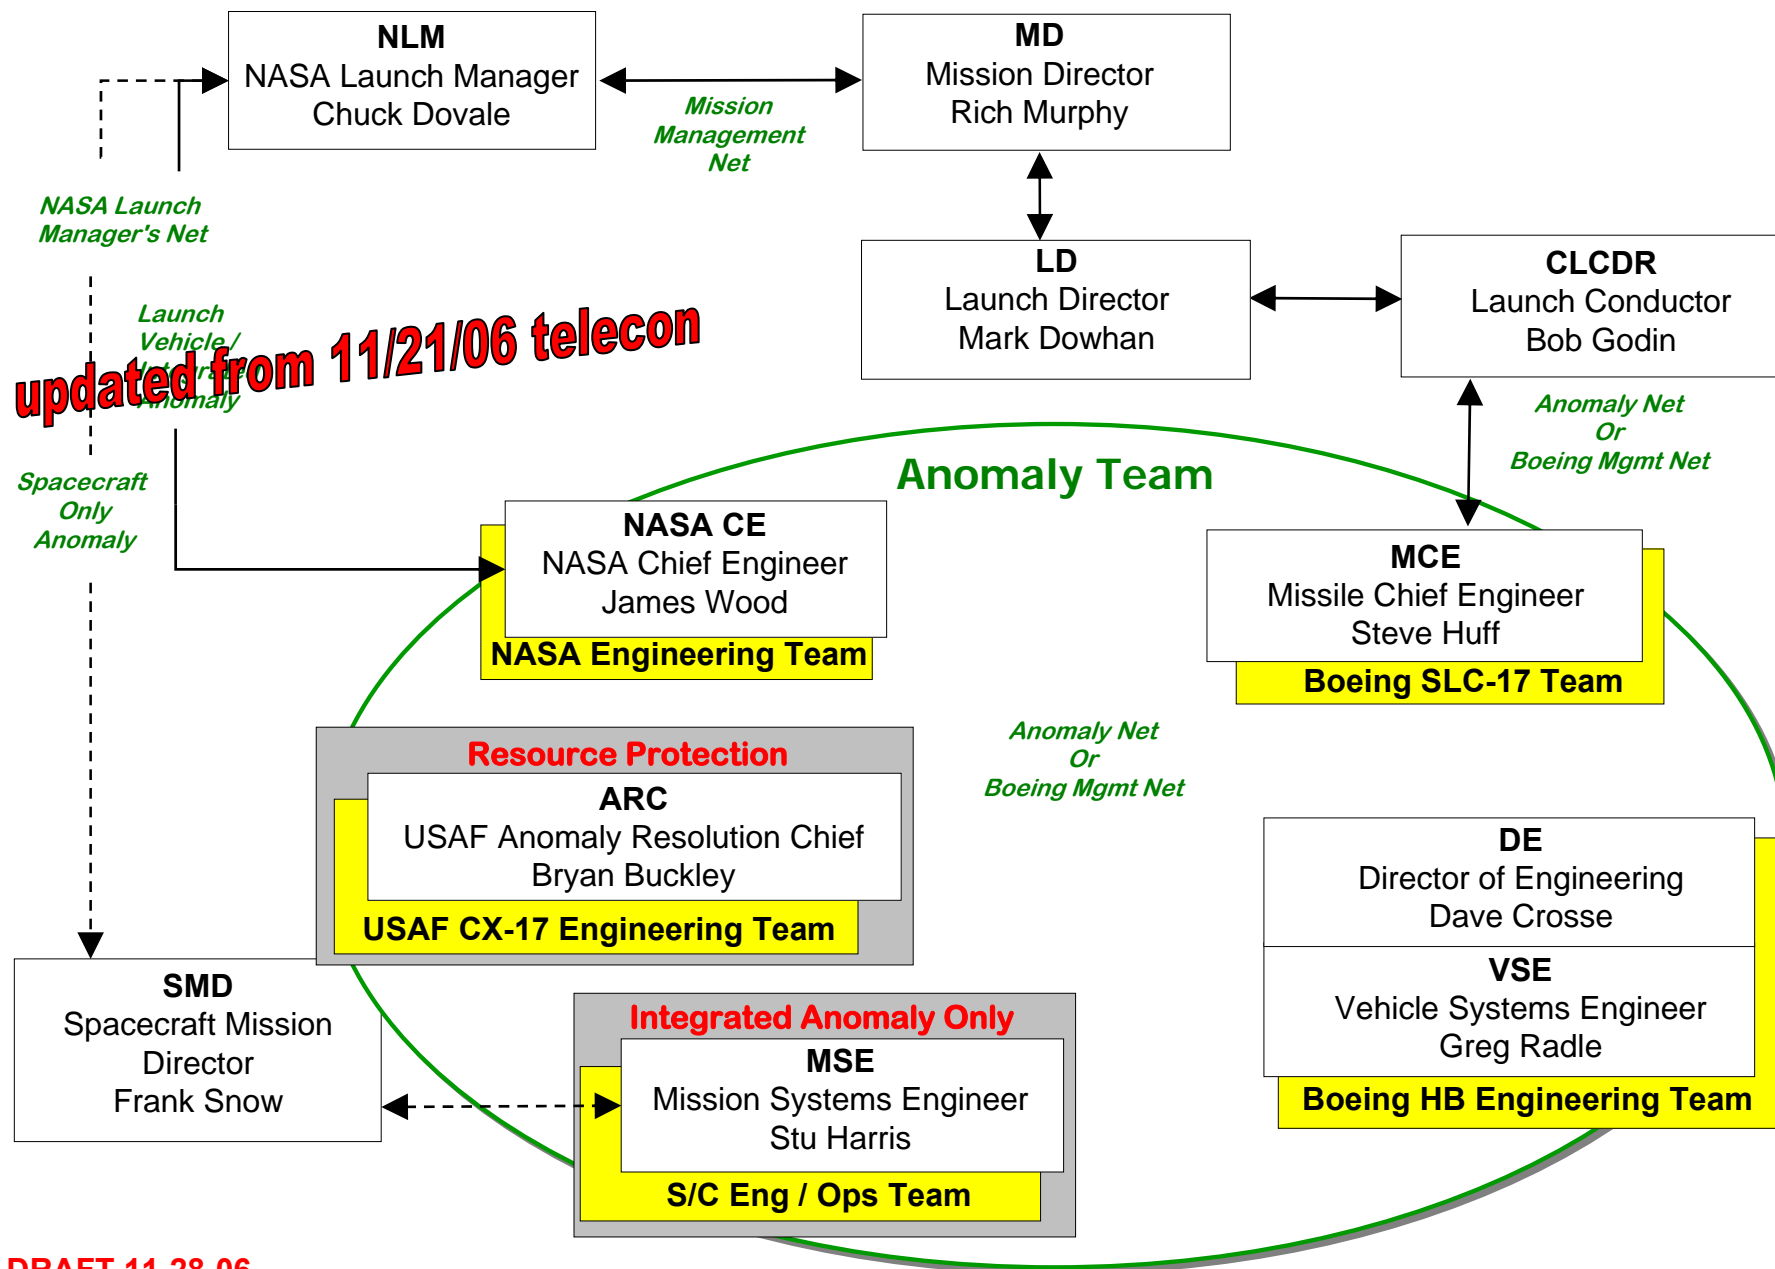 NLM
NASA Launch Manager
Chuck Dovale
MD
Mission Director
Rich Murphy
Mission
Management
Net
NASA Launch
Manager's Net
LD
Launch Director
Mark Dowhan
CLCDR
Launch Conductor
Bob Godin
Launch
Vehicle /
Integrated
Anomaly
updated from 11/21/06 telecon
Anomaly Net
Or
Boeing Mgmt Net
Spacecraft
Only
Anomaly
Anomaly Team
NASA CE
NASA Chief Engineer
James Wood
NASA Engineering Team
MCE
Missile Chief Engineer
Steve Huff
Boeing SLC-17 Team
Resource Protection
ARC
USAF Anomaly Resolution Chief
Bryan Buckley
USAF CX-17 Engineering Team
Anomaly Net
Or
Boeing Mgmt Net
DE
Director of Engineering
Dave Crosse
VSE
Vehicle Systems Engineer
Greg Radle
Boeing HB Engineering Team
SMD
Spacecraft Mission
Director
Frank Snow
Integrated Anomaly Only
MSE
Mission Systems Engineer
Stu Harris
S/C Eng / Ops Team
DRAFT 11-28-06